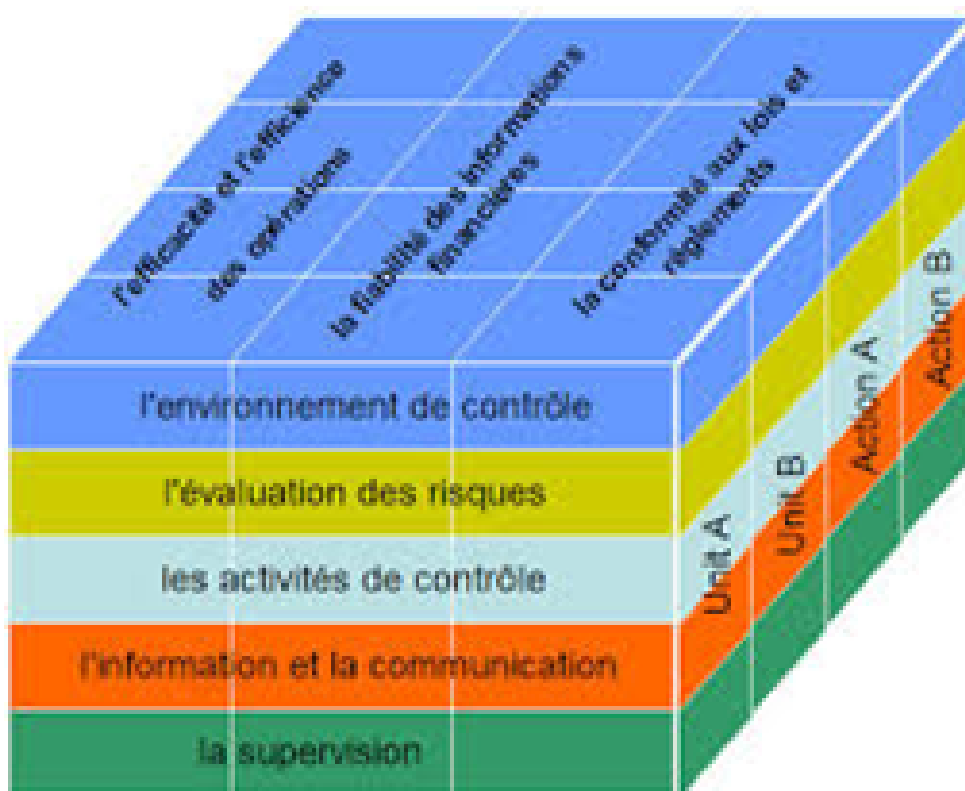 l'efficacité et l'efficience
des opérations
la fiabilité des informations
financières
la conformité aux lois et
règlements
l'environnement de contrôle
l'évaluation des risques
les activités de contrôle
l'information et la communication
la supervision
Unit A
Unit B
Action A
Action B